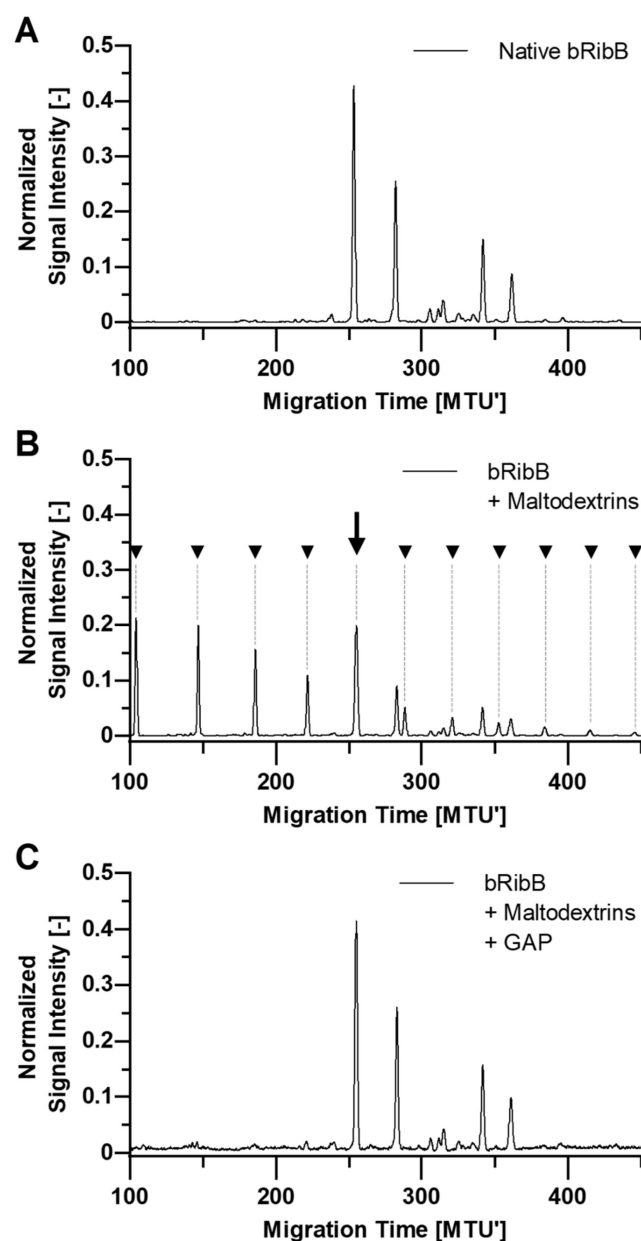 A
0.5
0.4
0.3
0.2
0.1
0
Normalized
Signal Intensity [-]
Native bRibB
100
200
300
400
Migration Time [MTU']
B
0.5
0.4
0.3
0.2
0.1
0
Normalized
Signal Intensity [-]
bRibB
+ Maltodextrins
100
200
300
400
Migration Time [MTU']
C
0.5
0.4
0.3
0.2
0.1
0
Normalized
Signal Intensity [-]
bRibB
+ Maltodextrins
+ GAP
100
200
300
400
Migration Time [MTU']